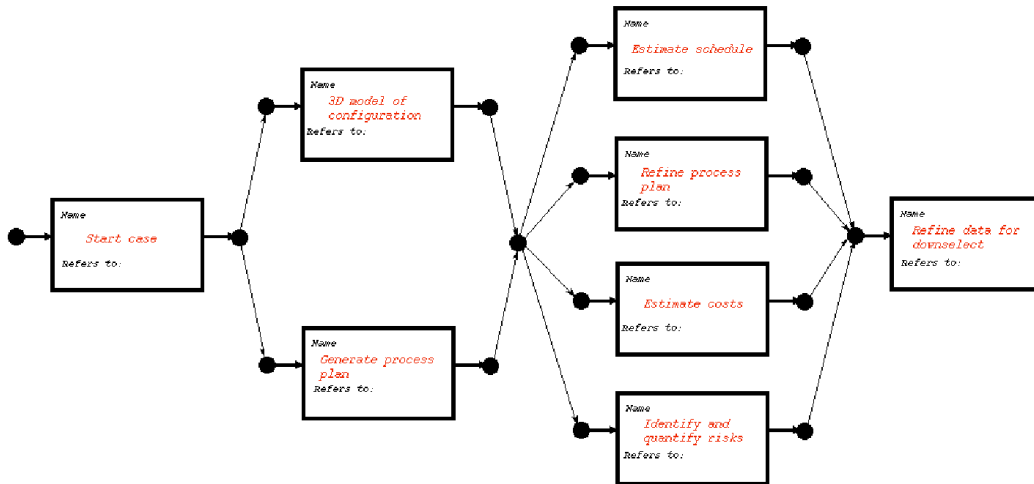 Name
Start case
Refers to:
Name
3D model of
configuration
Refers to:
Name
Generate process
plan
Refers to:
Name
Estimate schedule
Refers to:
Name
Refine process
plan
Refers to:
Name
Estimate costs
Refers to:
Name
Identify and
quantify risks
Refers to:
Name
Refine data for
downselect
Refers to: